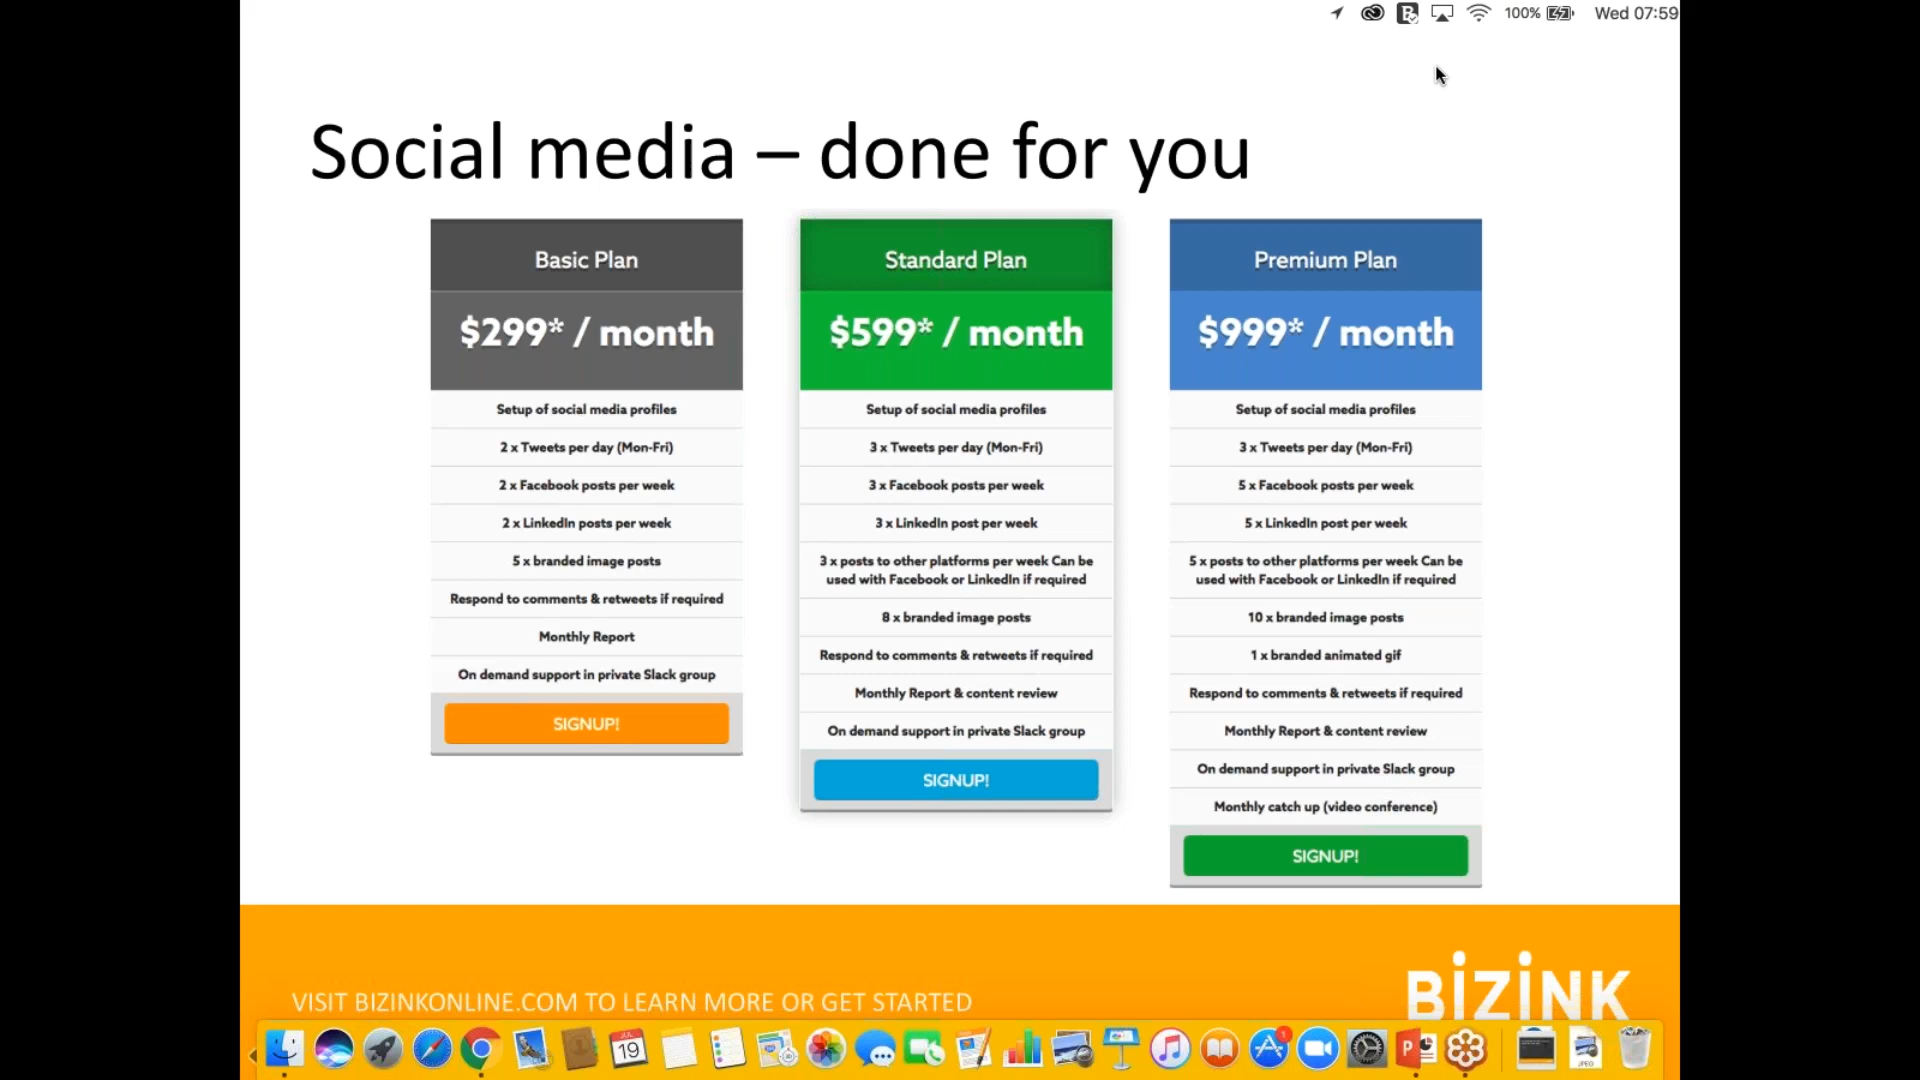 100% Wed 07:59
Social media – done for you
Basic Plan
$299* / month
Setup of social media profiles
2 x Tweets per day (Mon-Fri)
2 x Facebook posts per week
2 x LinkedIn posts per week
5 x branded image posts
Respond to comments & retweets if required
Monthly Report
On demand support in private Slack group
SIGNUP!
Standard Plan
$599* / month
Setup of social media profiles
3 x Tweets per day (Mon-Fri)
3 x Facebook posts per week
3 x LinkedIn post per week
3 x posts to other platforms per week Can be
used with Facebook or LinkedIn if required
8 x branded image posts
Respond to comments & retweets if required
Monthly Report & content review
On demand support in private Slack group
SIGNUP!
Premium Plan
$999* / month
Setup of social media profiles
3 x Tweets per day (Mon-Fri)
5 x Facebook posts per week
5 x LinkedIn post per week
5 x posts to other platforms per week Can be
used with Facebook or LinkedIn if required
10 x branded image posts
1 x branded animated gif
Respond to comments & retweets if required
Monthly Report & content review
On demand support in private Slack group
Monthly catch up (video conference)
SIGNUP!
VISIT BIZINKONLINE.COM TO LEARN MORE OR GET STARTED
BiZiNK
JUL
19
1
P
JPEG